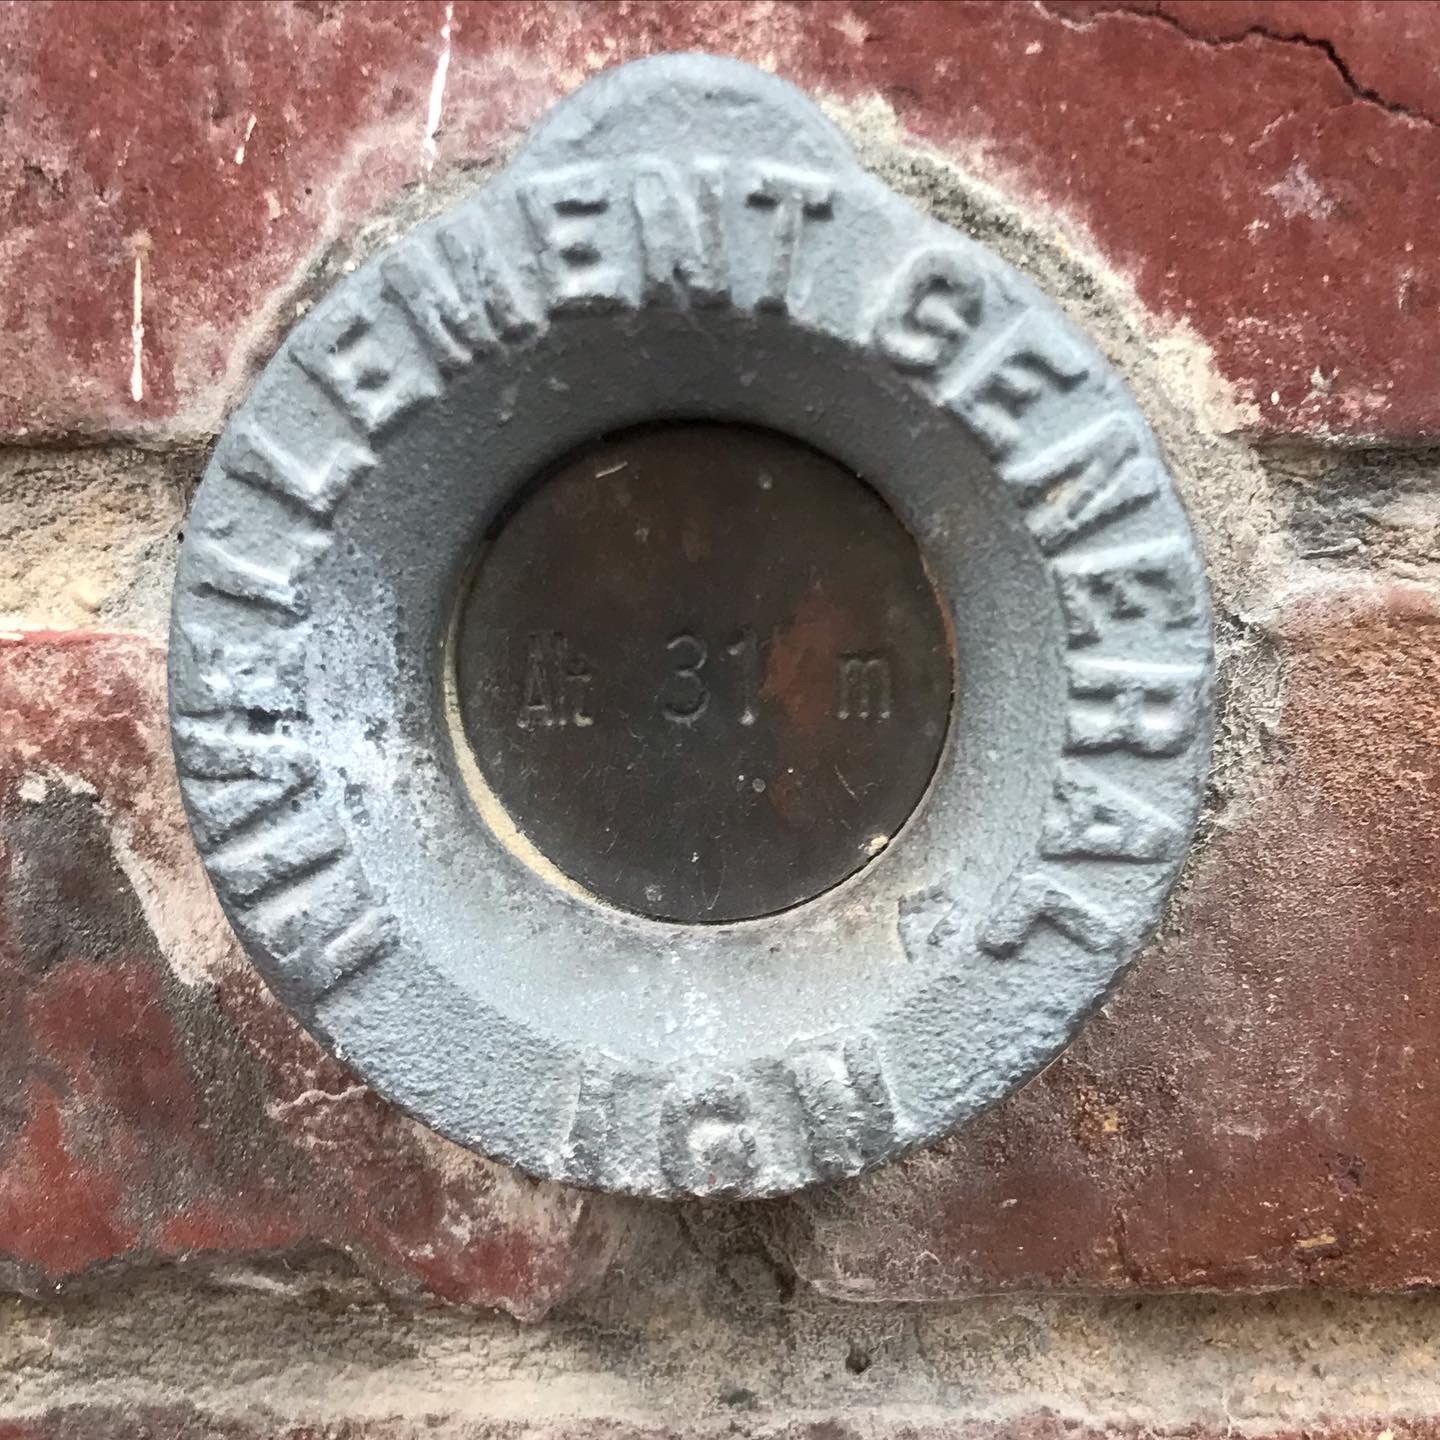 NIVELLEMENT GENERAL
Alt 31 m
IGN